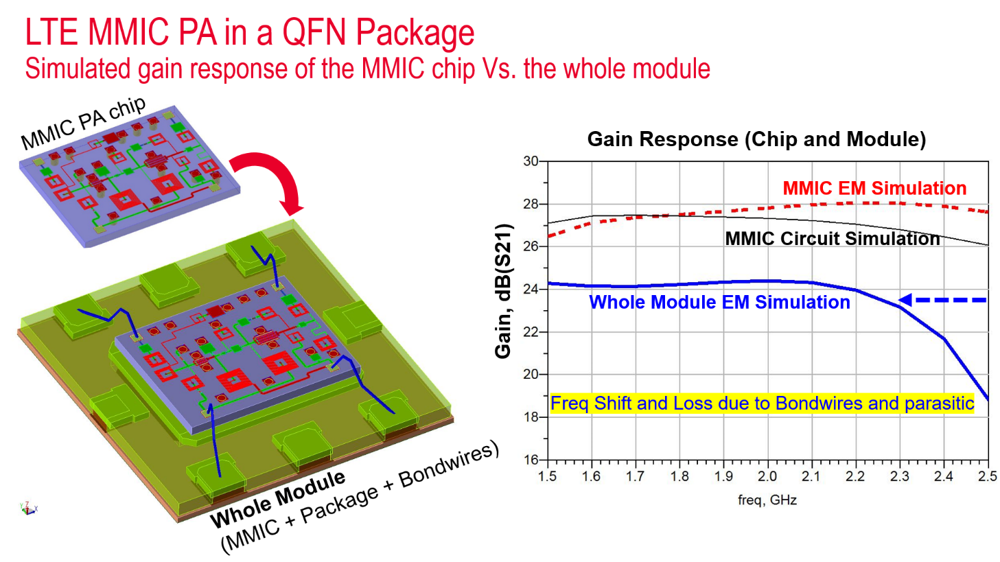 LTE MMIC PA in a QFN Package
Simulated gain response of the MMIC chip Vs. the whole module
MMIC PA chip
Whole Module
(MMIC + Package + Bondwires)
Y Z X
Gain Response (Chip and Module)
Gain, dB(S21)
30
28
26
24
22
20
18
16
MMIC EM Simulation
MMIC Circuit Simulation
Whole Module EM Simulation
Freq Shift and Loss due to Bondwires and parasitic
1.5 1.6 1.7 1.8 1.9 2.0 2.1 2.2 2.3 2.4 2.5
freq, GHz